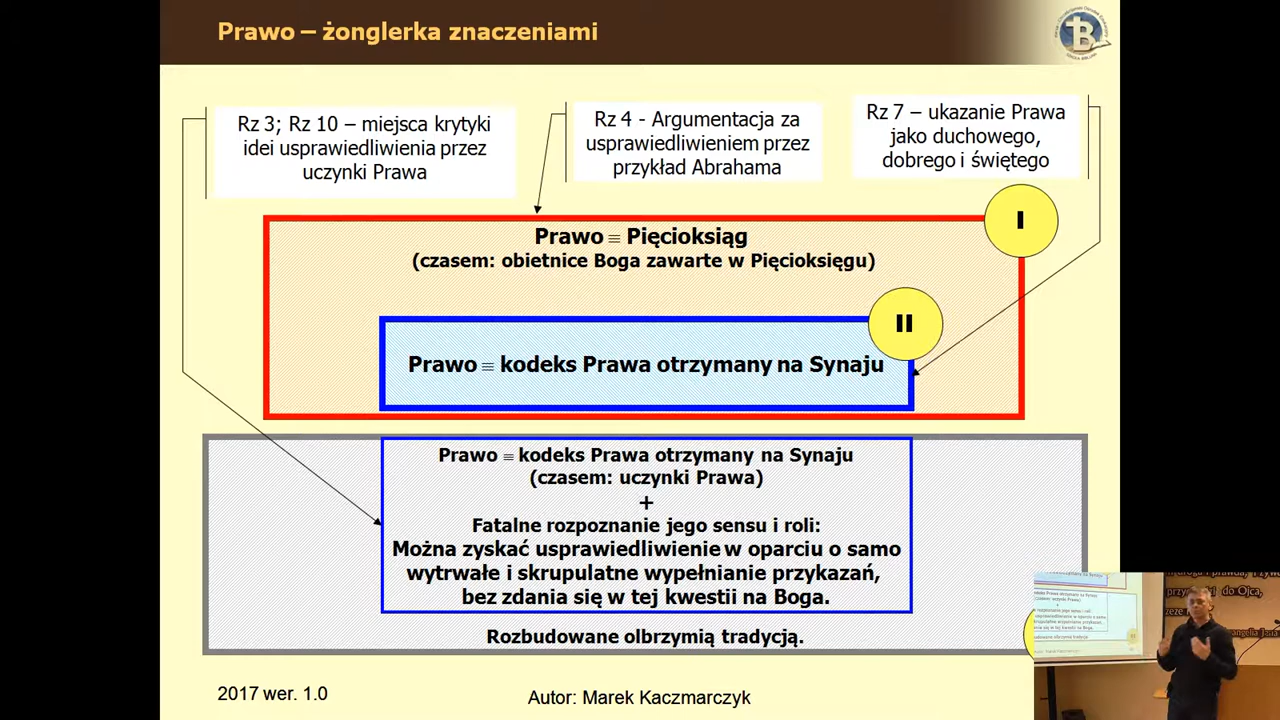 Prawo – żonglerka znaczeniami
Rz 3; Rz 10 – miejsca krytyki
idei usprawiedliwienia przez
uczynki Prawa
Rz 4 - Argumentacja za
usprawiedliwieniem przez
przykład Abrahama
Rz 7 – ukazanie Prawa
jako duchowego,
dobrego i świętego
I
Prawo ≡ Pięcioksiąg
(czasem: obietnice Boga zawarte w Pięcioksięgu)
II
Prawo ≡ kodeks Prawa otrzymany na Synaju
Prawo ≡ kodeks Prawa otrzymany na Synaju
(czasem: uczynki Prawa)
+
Fatalne rozpoznanie jego sensu i roli:
Można zyskać usprawiedliwienie w oparciu o samo
wytrwałe i skrupulatne wypełnianie przykazań,
bez zdania się w tej kwestii na Boga.
Rozbudowane olbrzymią tradycją.
2017 wer. 1.0
Autor: Marek Kaczmarczyk
do Ojca,